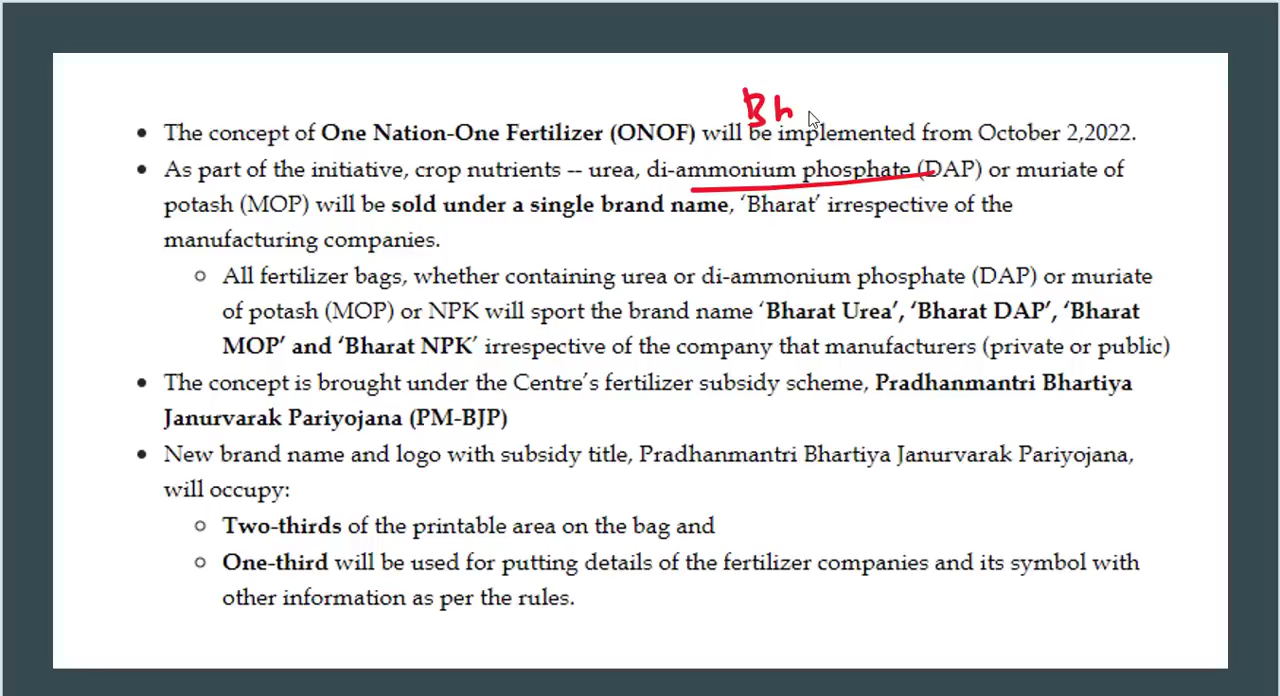 Bh
• The concept of One Nation-One Fertilizer (ONOF) will be implemented from October 2,2022.
• As part of the initiative, crop nutrients -- urea, di-ammonium phosphate (DAP) or muriate of
potash (MOP) will be sold under a single brand name, ‘Bharat’ irrespective of the
manufacturing companies.
○ All fertilizer bags, whether containing urea or di-ammonium phosphate (DAP) or muriate
of potash (MOP) or NPK will sport the brand name ‘Bharat Urea’, ‘Bharat DAP’, ‘Bharat
MOP’ and ‘Bharat NPK’ irrespective of the company that manufacturers (private or public)
• The concept is brought under the Centre’s fertilizer subsidy scheme, Pradhanmantri Bhartiya
Janurvarak Pariyojana (PM-BJP)
• New brand name and logo with subsidy title, Pradhanmantri Bhartiya Janurvarak Pariyojana,
will occupy:
○ Two-thirds of the printable area on the bag and
○ One-third will be used for putting details of the fertilizer companies and its symbol with
other information as per the rules.